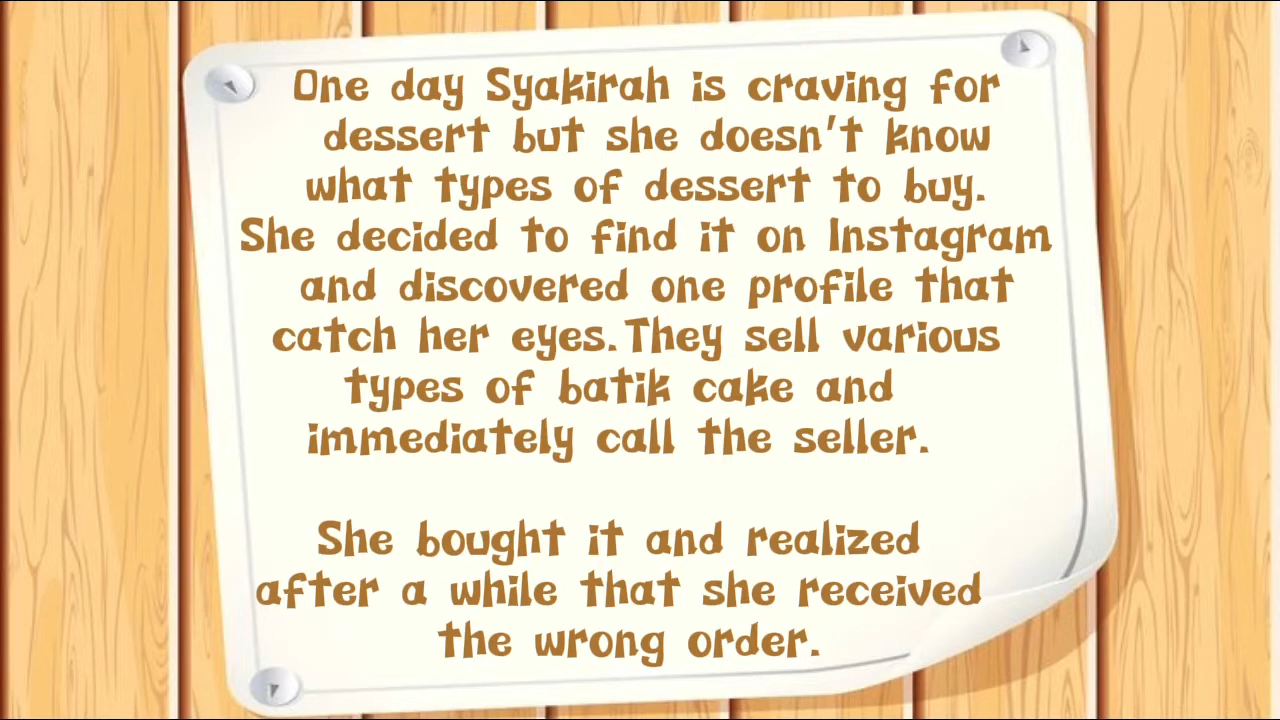 One day Syakirah is craving for
dessert but she doesn't know
what types of dessert to buy.
She decided to find it on Instagram
and discovered one profile that
catch her eyes.They sell various
types of batik cake and
immediately call the seller.
She bought it and realized
after a while that she received
the wrong order.